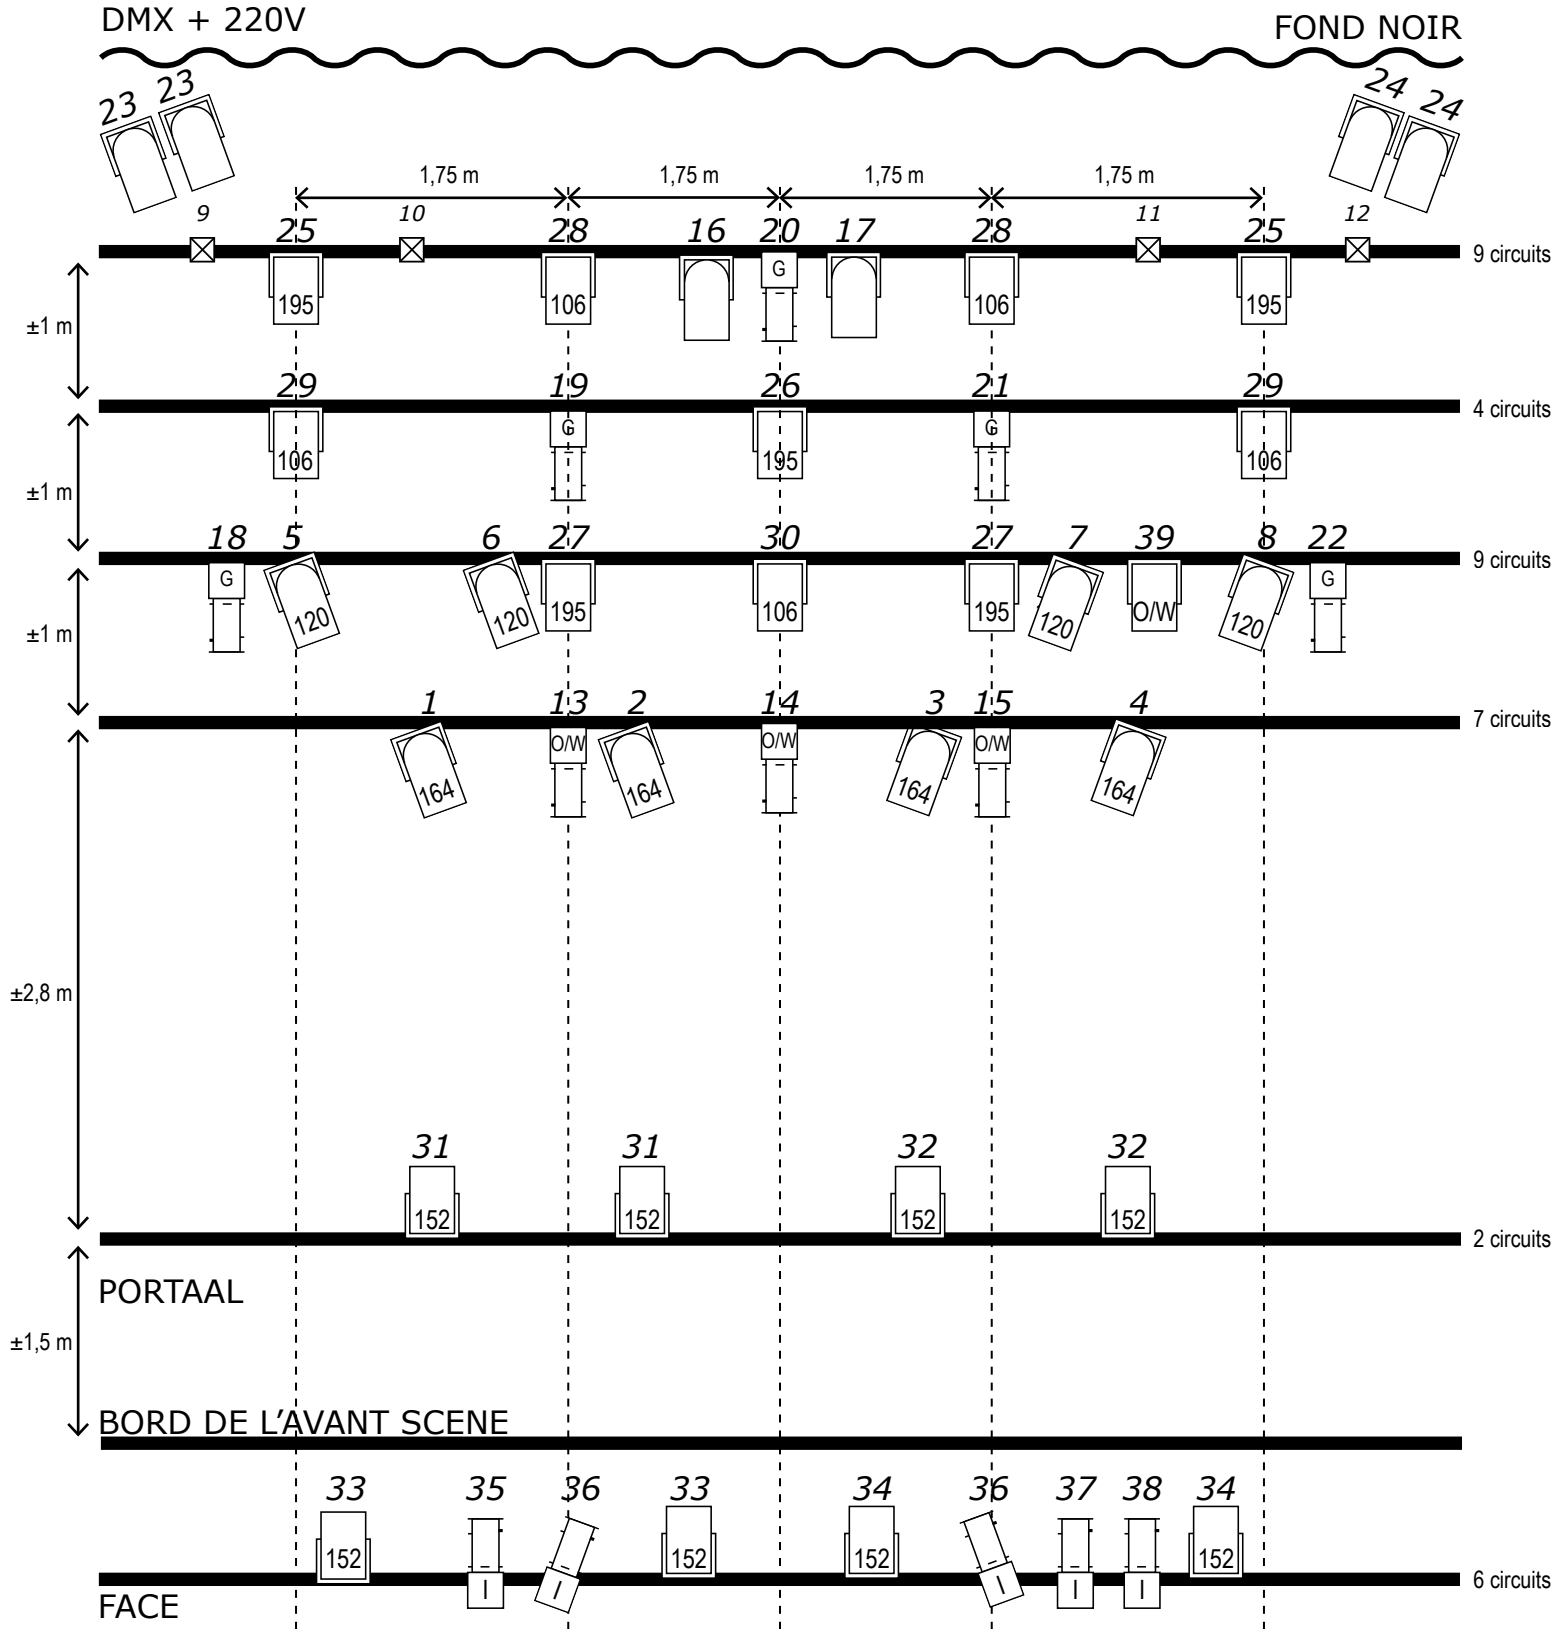 DMX + 220V
FOND NOIR
23 23 24 24
1,75 m 1,75 m 1,75 m 1,75 m
9 10 11 12
25 28 16 20 17 28 25
9 circuits
G
195 106 106 195
±1 m
29 19 26 21 29
4 circuits
G G
106 195 106
±1 m
18 5 6 27 30 27 7 39 8 22
9 circuits
G G
120 120 195 106 195 120 O/W 120
±1 m
1 13 2 14 3 15 4
7 circuits
O/W O/W O/W
164 164 164 164
±2,8 m
31 31 32 32
152 152 152 152
2 circuits
PORTAAL
±1,5 m
BORD DE L'AVANT SCENE
33 35 36 33 34 36 37 38 34
152 152 152 152
I I I I I
6 circuits
FACE